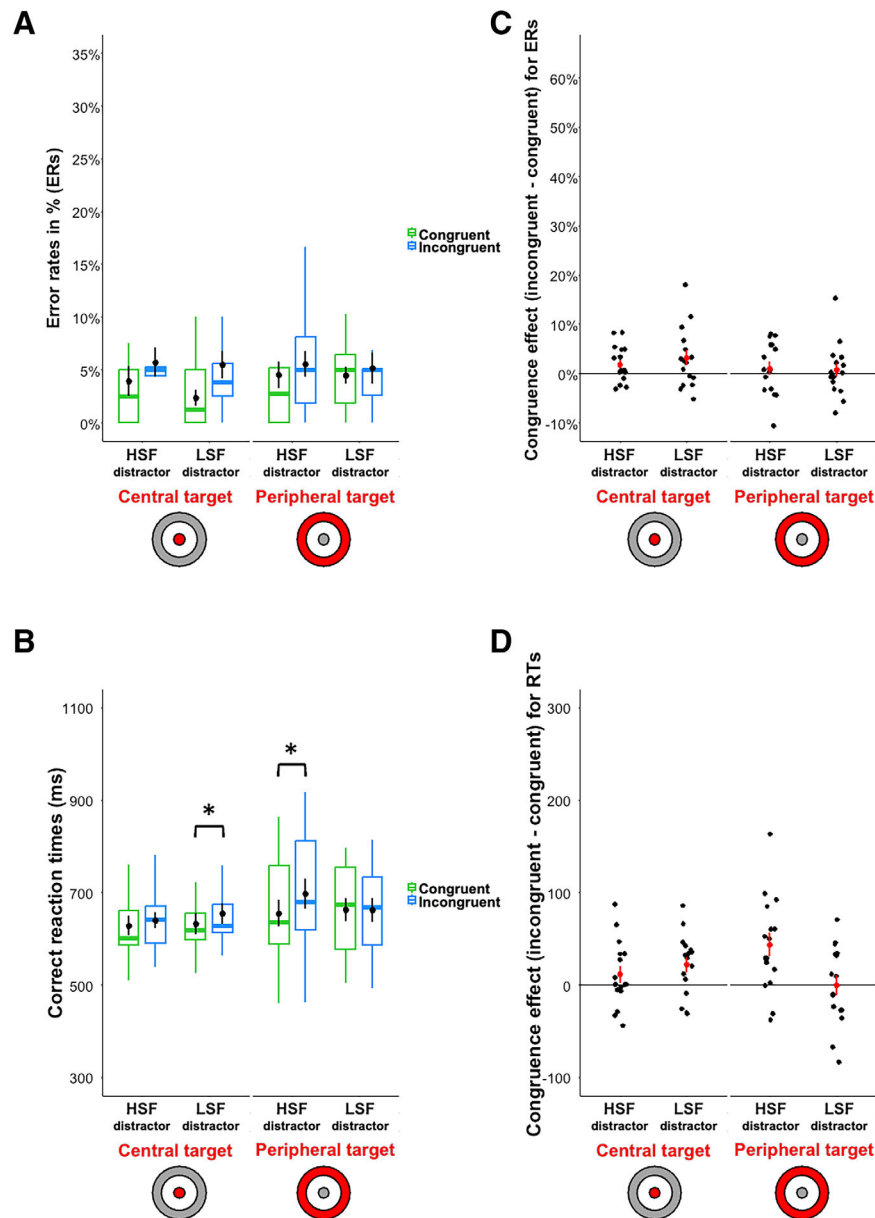 A
Error rates in % (ERs)
35%
30%
25%
20%
15%
10%
5%
0%
Congruent
Incongruent
HSF LSF HSF LSF
distractor distractor distractor distractor
Central target Peripheral target
C
Congruence effect (incongruent - congruent) for ERs
60%
50%
40%
30%
20%
10%
0%
-10%
HSF LSF HSF LSF
distractor distractor distractor distractor
Central target Peripheral target
B
Correct reaction times (ms)
1100
900
700
500
300
*
*
Congruent
Incongruent
HSF LSF HSF LSF
distractor distractor distractor distractor
Central target Peripheral target
D
Congruence effect (incongruent - congruent) for RTs
300
200
100
0
-100
HSF LSF HSF LSF
distractor distractor distractor distractor
Central target Peripheral target